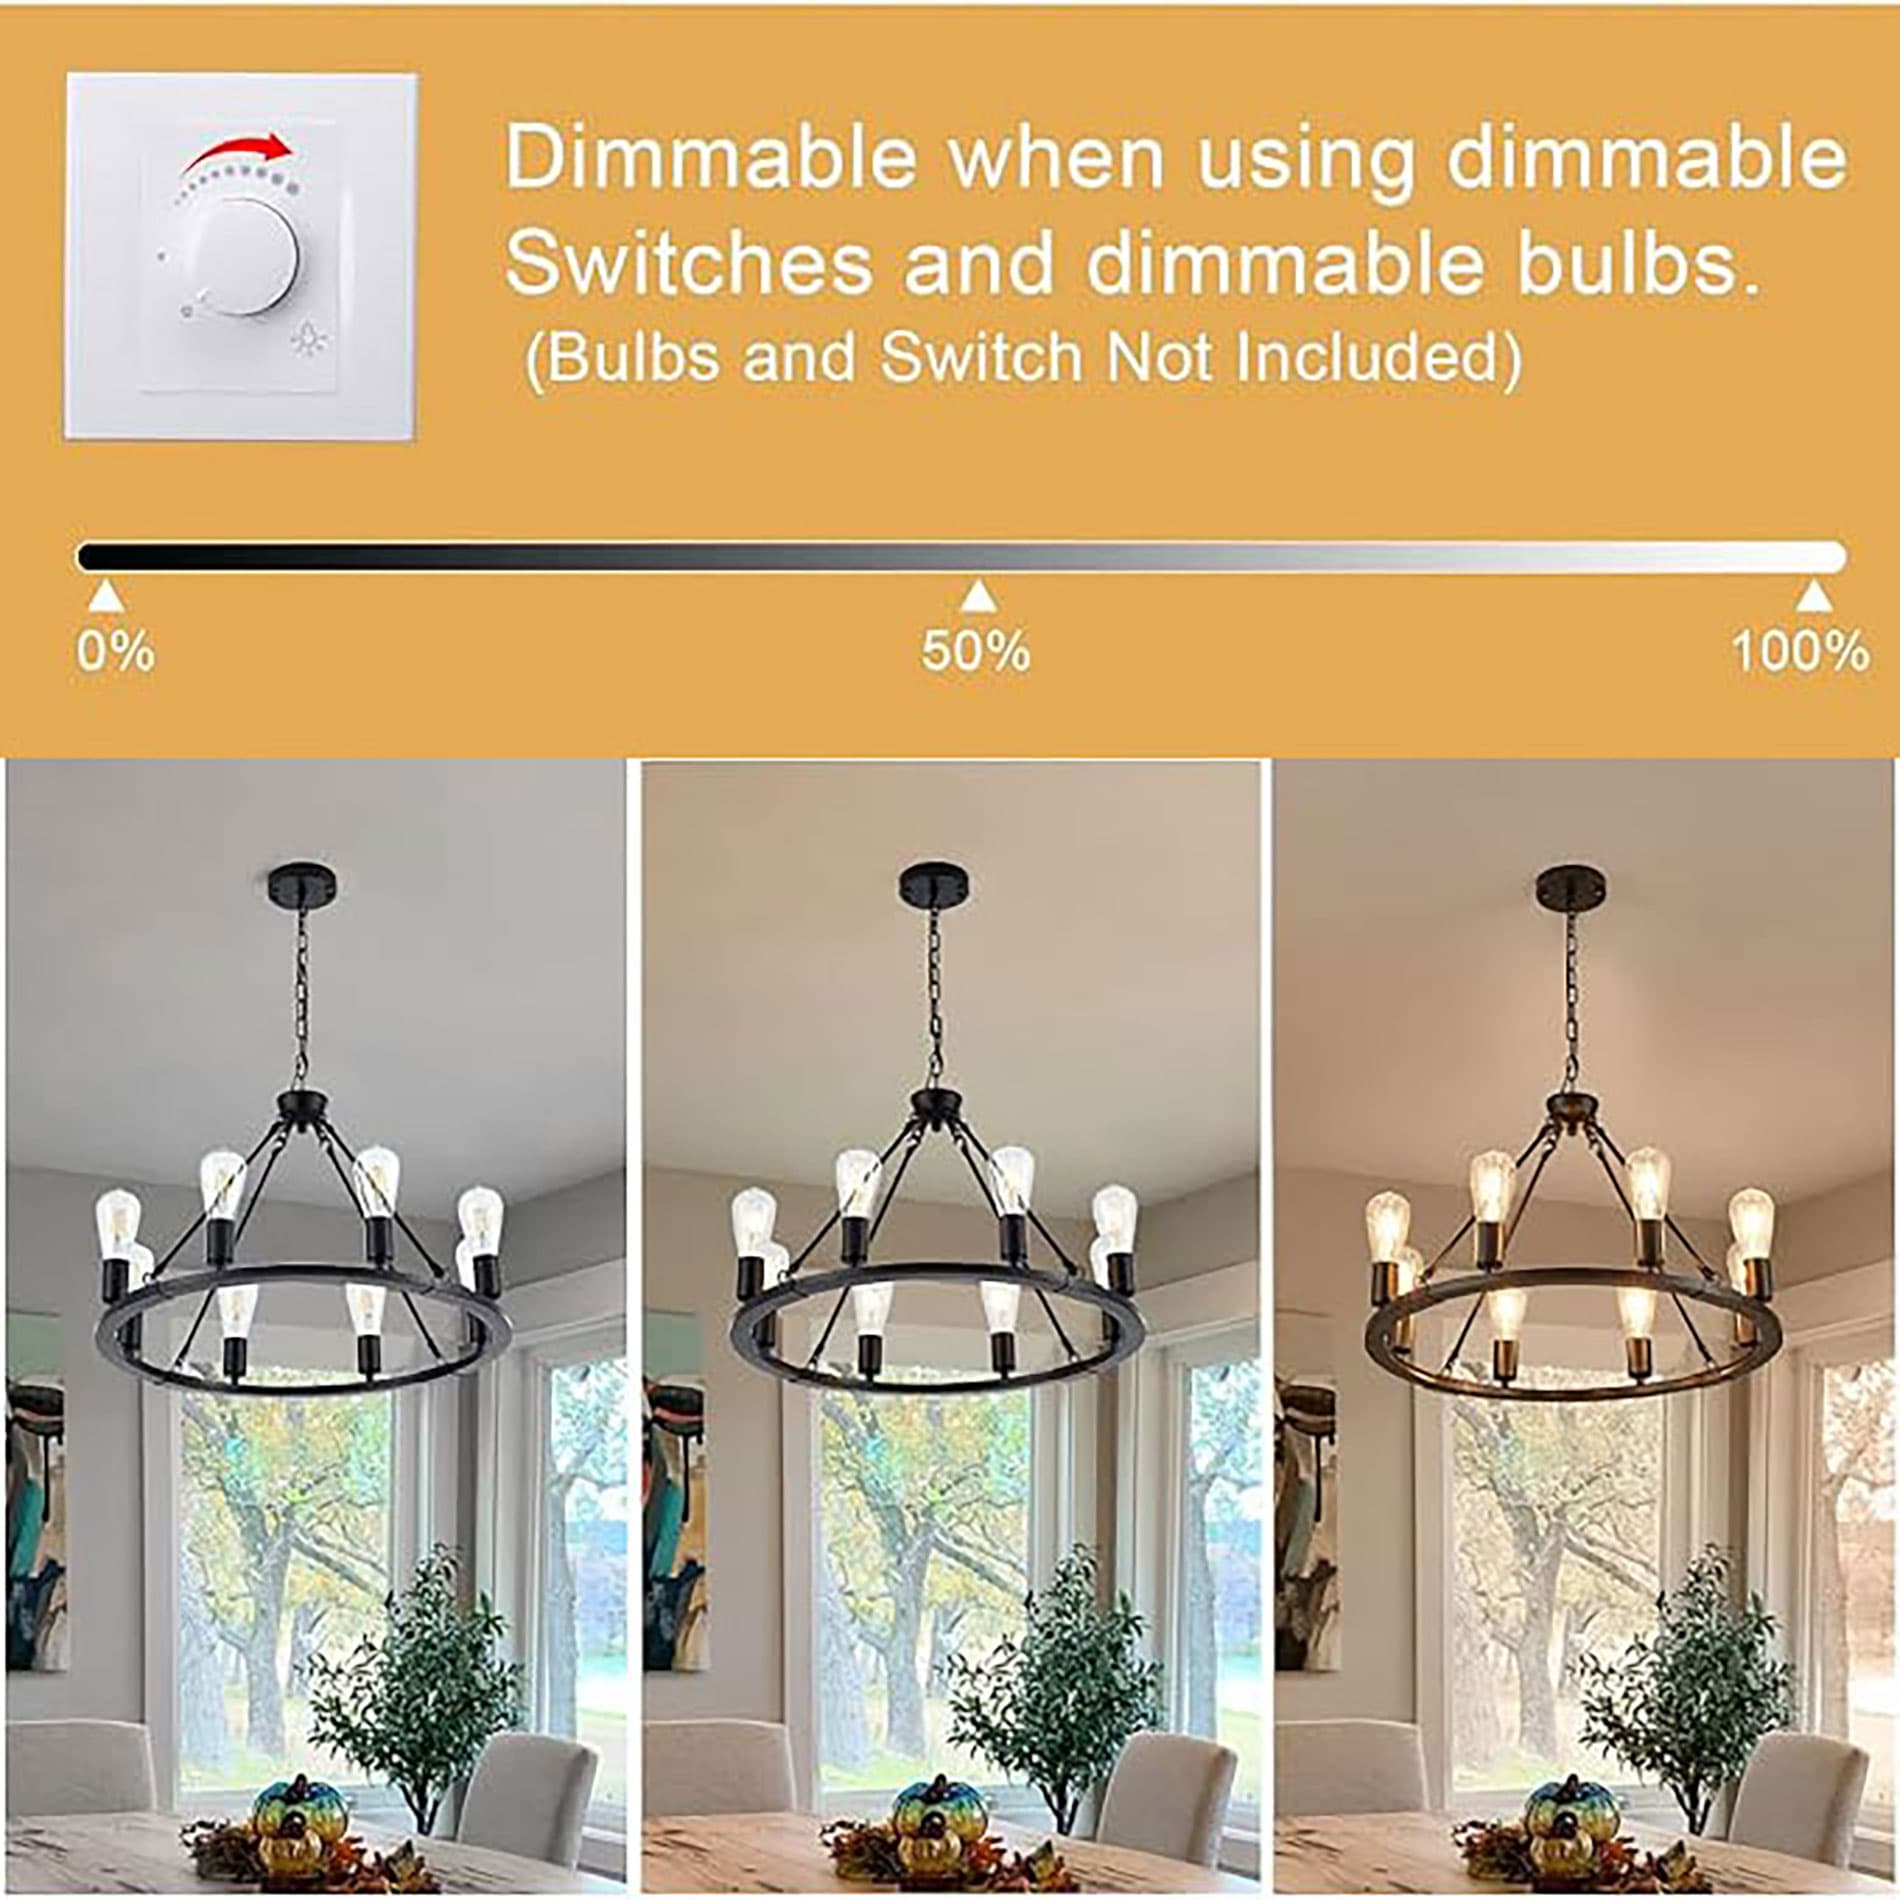 Dimmable when using dimmable
Switches and dimmable bulbs.
(Bulbs and Switch Not Included)
0%
50%
100%